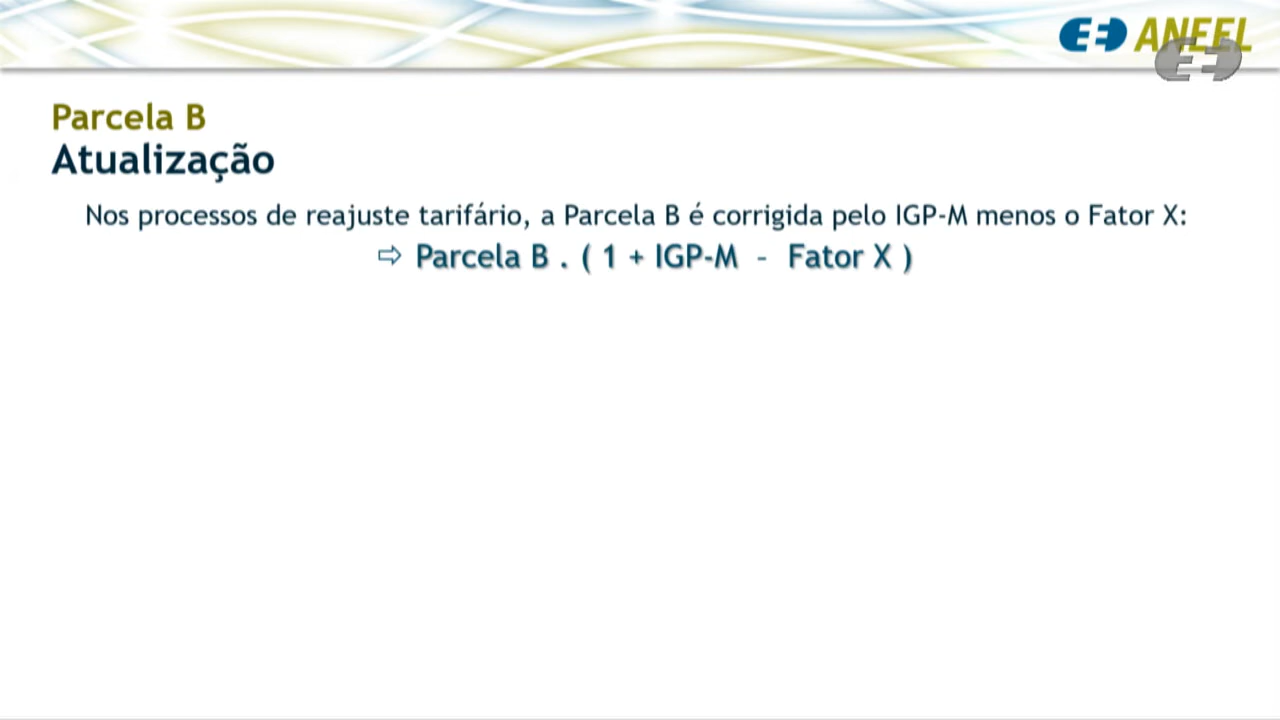 ANEEL
Parcela B
Atualização
Nos processos de reajuste tarifário, a Parcela B é corrigida pelo IGP-M menos o Fator X:
⇨ Parcela B . ( 1 + IGP-M - Fator X )